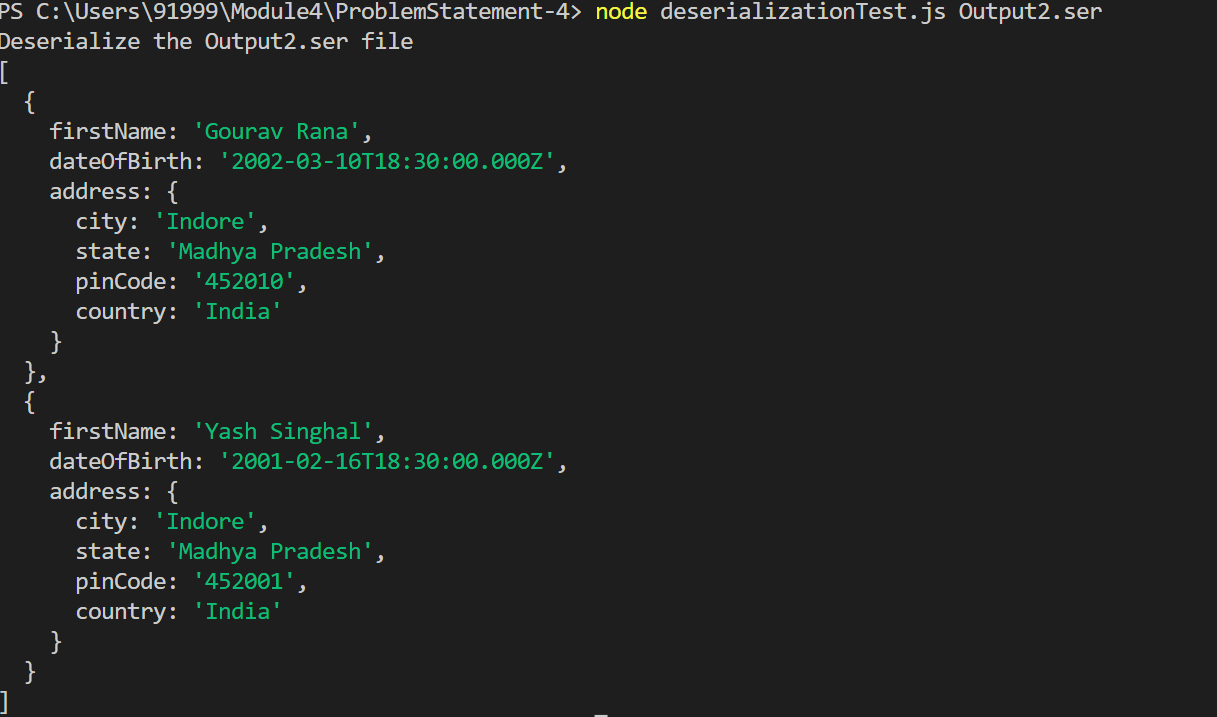 PS C:\Users\91999\Module4\ProblemStatement-4> node deserializationTest.js Output2.ser
Deserialize the Output2.ser file
[
  {
    firstName: 'Gourav Rana',
    dateOfBirth: '2002-03-10T18:30:00.000Z',
    address: {
      city: 'Indore',
      state: 'Madhya Pradesh',
      pinCode: '452010',
      country: 'India'
    }
  },
  {
    firstName: 'Yash Singhal',
    dateOfBirth: '2001-02-16T18:30:00.000Z',
    address: {
      city: 'Indore',
      state: 'Madhya Pradesh',
      pinCode: '452001',
      country: 'India'
    }
  }
]